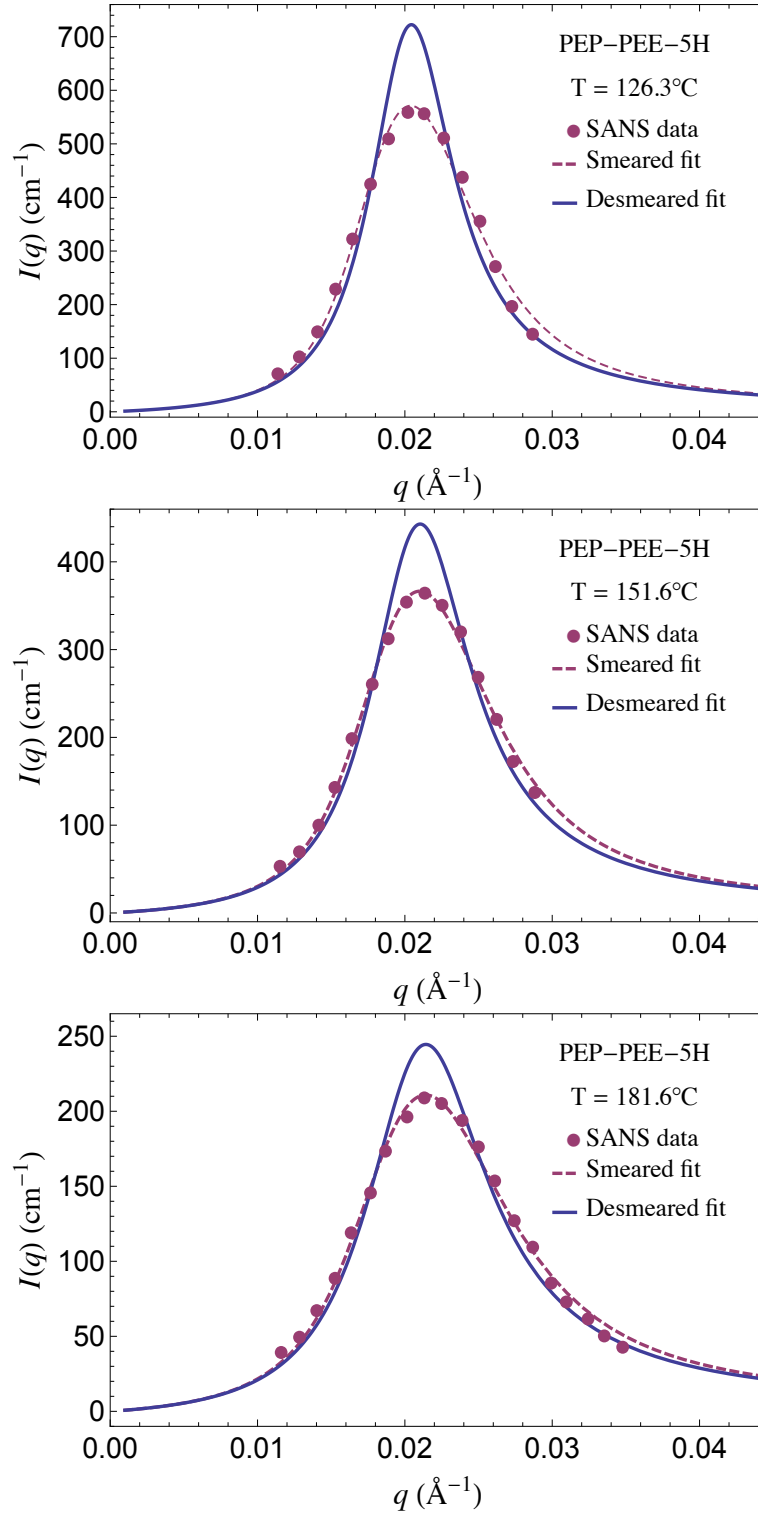 PEP−PEE−5H
T = 126.3°C
SANS data
Smeared fit
Desmeared fit
I(q) (cm⁻¹)
700
600
500
400
300
200
100
0
0.00 0.01 0.02 0.03 0.04
q (Å⁻¹)
PEP−PEE−5H
T = 151.6°C
SANS data
Smeared fit
Desmeared fit
I(q) (cm⁻¹)
400
300
200
100
0
0.00 0.01 0.02 0.03 0.04
q (Å⁻¹)
PEP−PEE−5H
T = 181.6°C
SANS data
Smeared fit
Desmeared fit
I(q) (cm⁻¹)
250
200
150
100
50
0
0.00 0.01 0.02 0.03 0.04
q (Å⁻¹)